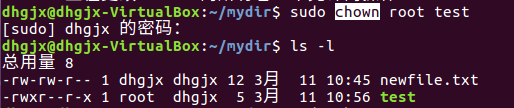 dhgjx@dhgjx-VirtualBox:~/mydir$ sudo chown root test
[sudo] dhgjx 的密码：
dhgjx@dhgjx-VirtualBox:~/mydir$ ls -l
总用量 8
-rw-rw-r-- 1 dhgjx dhgjx 12 3月  11 10:45 newfile.txt
-rwxr--r-x 1 root  dhgjx  5 3月  11 10:56 test